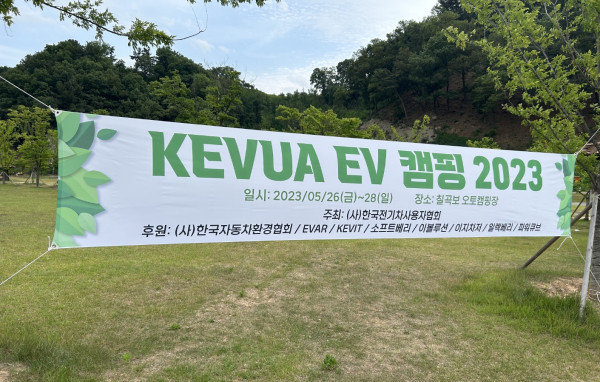 KEVUA EV 캠핑 2023
일시: 2023/05/26(금)~28(일) 장소: 칠곡보 오토캠핑장
주최: (사)한국전기차사용자협회
후원: (사)한국자동차환경협회 / EVAR / KEVIT / 소프트베리 / 이볼루션 / 이지차저 / 일렉베리 / 파워큐브